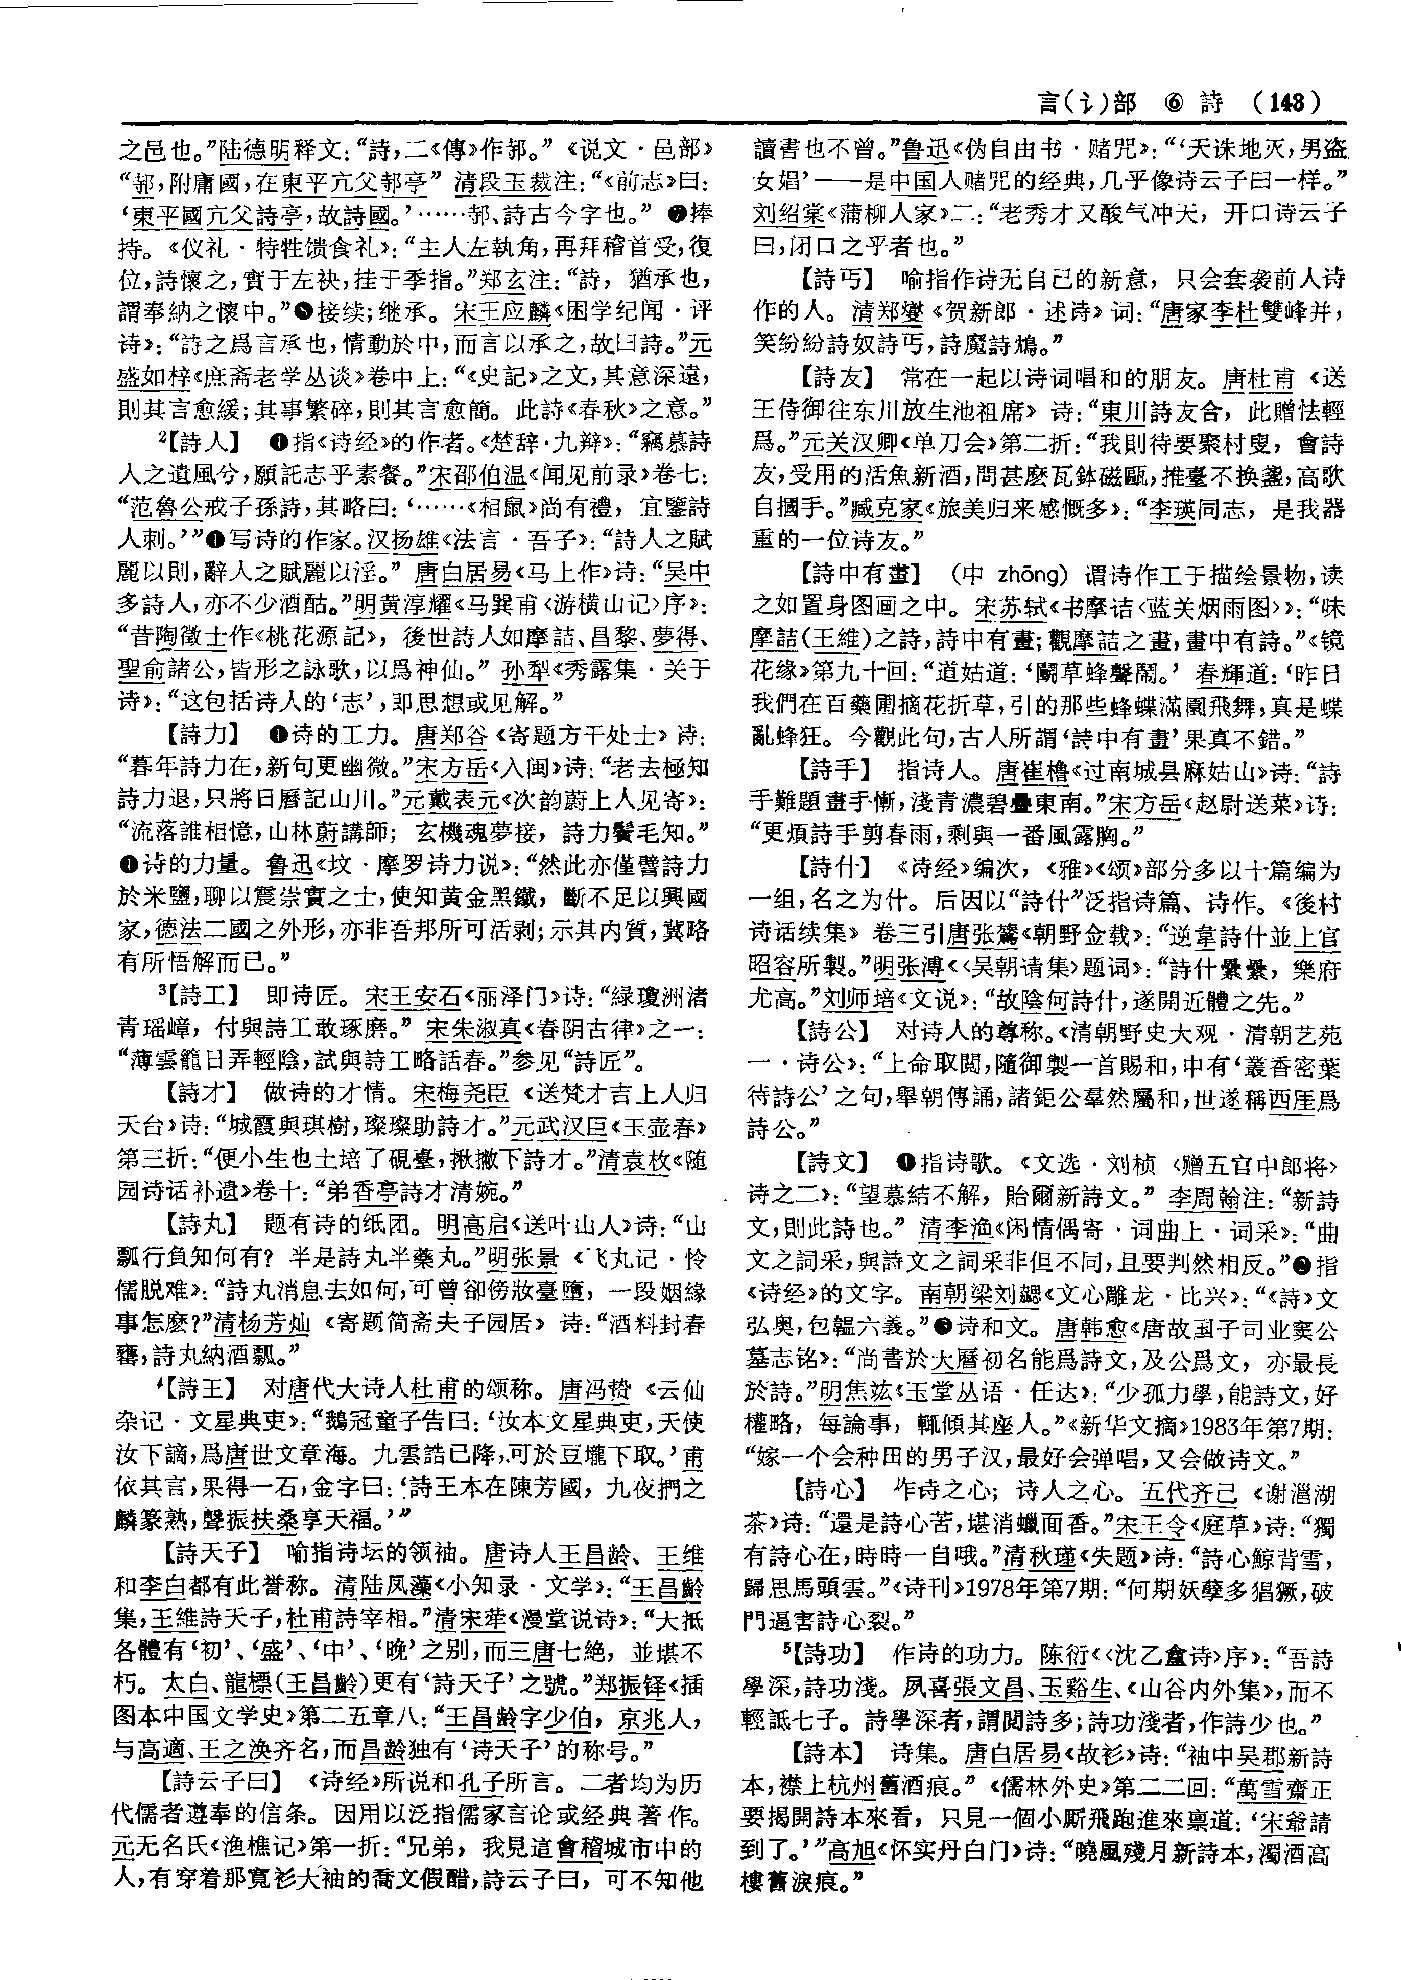 言(讠)部 ⑥ 詩 (143)
之邑也。”陆德明释文：“詩，二《傳》作邿。”《说文·邑部》
“邿，附庸國，在東平亢父邿亭” 清段玉裁注：“《前志》曰：
‘東平國亢父詩亭，故詩國。’……邿、詩古今字也。” ❼捧
持。《仪礼·特牲馈食礼》：“主人左執角，再拜稽首受，復
位，詩懷之，實于左袂，挂于季指。”郑玄注：“詩，猶承也，
謂奉納之懷中。”❽接续；继承。宋王应麟《困学纪闻·评
诗》：“詩之爲言承也，情動於中，而言以承之，故曰詩。”元
盛如梓《庶斋老学丛谈》卷中上：“《史記》之文，其意深遠，
則其言愈緩；其事繁碎，則其言愈簡。此詩《春秋》之意。”
²【詩人】 ❶指《诗经》的作者。《楚辞·九辩》：“竊慕詩
人之遺風兮，願託志乎素餐。”宋邵伯温《闻见前录》卷七：
“范魯公戒子孫詩，其略曰：‘……《相鼠》尚有禮，宜鑒詩
人刺。’”❶写诗的作家。汉扬雄《法言·吾子》：“詩人之賦
麗以則，辭人之賦麗以淫。” 唐白居易《马上作》诗：“吴中
多詩人，亦不少酒酤。”明黄淳耀《马巽甫〈游横山记〉序》：
“昔陶徵士作《桃花源記》，後世詩人如摩詰、昌黎、夢得、
聖俞諸公，皆形之詠歌，以爲神仙。” 孙犁《秀露集·关于
诗》：“这包括诗人的‘志’，即思想或见解。”
【詩力】 ❶诗的工力。唐郑谷《寄题方干处士》诗：
“暮年詩力在，新句更幽微。”宋方岳《入闽》诗：“老去極知
詩力退，只將日曆記山川。”元戴表元《次韵蔚上人见寄》：
“流落誰相憶，山林蔚講師；玄機魂夢接，詩力鬢毛知。”
❶诗的力量。鲁迅《坟·摩罗诗力说》：“然此亦僅譬詩力
於米鹽，聊以震崇實之士，使知黄金黑鐵，斷不足以興國
家，德法二國之外形，亦非吾邦所可活剥；示其内質，冀略
有所悟解而已。”
³【詩工】 即诗匠。宋王安石《丽泽门》诗：“緑瓊洲渚
青瑶嶂，付與詩工敢琢磨。” 宋朱淑真《春阴古律》之一：
“薄雲籠日弄輕陰，試與詩工略話春。”参见“詩匠”。
【詩才】 做诗的才情。宋梅尧臣《送梵才吉上人归
天台》诗：“城霞與琪樹，璨璨助詩才。”元武汉臣《玉壶春》
第三折：“便小生也土培了硯臺，揪撇下詩才。”清袁枚《随
园诗话补遗》卷十：“弟香亭詩才清婉。”
【詩丸】 题有诗的纸团。明高启《送叶山人》诗：“山
瓢行負知何有？半是詩丸半藥丸。”明张景《飞丸记·怜
儒脱难》：“詩丸消息去如何，可曾卻傍妝臺墮，一段姻緣
事怎麽？”清杨芳灿《寄题简斋夫子园居》诗：“酒料封春
罋，詩丸納酒瓢。”
⁴【詩王】 对唐代大诗人杜甫的颂称。唐冯贽《云仙
杂记·文星典吏》：“鵝冠童子告曰：‘汝本文星典吏，天使
汝下謫，爲唐世文章海。九雲誥已降，可於豆壠下取。’甫
依其言，果得一石，金字曰：‘詩王本在陳芳國，九夜捫之
麟篆熟，聲振扶桑享天福。’”
【詩天子】 喻指诗坛的领袖。唐诗人王昌龄、王维
和李白都有此誉称。清陆凤藻《小知录·文学》：“王昌齡
集，王維詩天子，杜甫詩宰相。”清宋荦《漫堂说诗》：“大抵
各體有‘初’、‘盛’、‘中’、‘晚’之别，而三唐七絶，並堪不
朽。太白、龍標(王昌齡)更有‘詩天子’之號。”郑振铎《插
图本中国文学史》第二五章八：“王昌龄字少伯，京兆人，
与高適、王之涣齐名，而昌龄独有‘诗天子’的称号。”
【詩云子曰】 《诗经》所说和孔子所言。二者均为历
代儒者遵奉的信条。因用以泛指儒家言论或经典著作。
元无名氏《渔樵记》第一折：“兄弟，我見這會稽城市中的
人，有穿着那寬衫大袖的喬文假醋，詩云子曰，可不知他
讀書也不曾。”鲁迅《伪自由书·赌咒》：“‘天诛地灭，男盗
女娼’——是中国人赌咒的经典，几乎像诗云子曰一样。”
刘绍棠《蒲柳人家》二：“老秀才又酸气冲天，开口诗云子
曰，闭口之乎者也。”
【詩丐】 喻指作诗无自己的新意，只会套袭前人诗
作的人。清郑燮《贺新郎·述诗》词：“唐家李杜雙峰并，
笑紛紛詩奴詩丐，詩魔詩鴆。”
【詩友】 常在一起以诗词唱和的朋友。唐杜甫《送
王侍御往东川放生池祖席》诗：“東川詩友合，此贈怯輕
爲。”元关汉卿《单刀会》第二折：“我則待要聚村叟，會詩
友，受用的活魚新酒，問甚麽瓦鉢磁甌，推臺不换盞，高歌
自摑手。”臧克家《旅美归来感慨多》：“李瑛同志，是我器
重的一位诗友。”
【詩中有畫】 (中 zhōng) 谓诗作工于描绘景物，读
之如置身图画之中。宋苏轼《书摩诘〈蓝关烟雨图〉》：“味
摩詰(王維)之詩，詩中有畫；觀摩詰之畫，畫中有詩。”《镜
花缘》第九十回：“道姑道：‘鬭草蜂聲鬧。’ 春輝道：‘昨日
我們在百藥圃摘花折草，引的那些蜂蝶滿園飛舞，真是蝶
亂蜂狂。今觀此句，古人所謂‘詩中有畫’果真不錯。”
【詩手】 指诗人。唐崔櫓《过南城县麻姑山》诗：“詩
手難題畫手慚，淺青濃碧疊東南。”宋方岳《赵尉送菜》诗：
“更煩詩手剪春雨，剩與一番風露胸。”
【詩什】 《诗经》编次，《雅》《颂》部分多以十篇编为
一组，名之为什。后因以“詩什”泛指诗篇、诗作。《後村
诗话续集》卷三引唐张鷟《朝野佥载》：“逆韋詩什並上官
昭容所製。”明张溥《〈吴朝请集〉题词》：“詩什纍纍，樂府
尤高。”刘师培《文说》：“故陰何詩什，遂開近體之先。”
【詩公】 对诗人的尊称。《清朝野史大观·清朝艺苑
一·诗公》：“上命取閲，隨御製一首賜和，中有‘叢香密葉
待詩公’之句，舉朝傳誦，諸鉅公羣然屬和，世遂稱西厓爲
詩公。”
【詩文】 ❶指诗歌。《文选·刘桢〈赠五官中郎将〉
诗之二》：“望慕結不解，貽爾新詩文。” 李周翰注：“新詩
文，則此詩也。” 清李渔《闲情偶寄·词曲上·词采》：“曲
文之詞采，與詩文之詞采非但不同，且要判然相反。”❷指
《诗经》的文字。南朝梁刘勰《文心雕龙·比兴》：“《詩》文
弘奥，包韞六義。”❸诗和文。唐韩愈《唐故国子司业窦公
墓志铭》：“尚書於大曆初名能爲詩文，及公爲文，亦最長
於詩。”明焦竑《玉堂丛语·任达》：“少孤力學，能詩文，好
權略，每論事，輒傾其座人。”《新华文摘》1983年第7期：
“嫁一个会种田的男子汉，最好会弹唱，又会做诗文。”
【詩心】 作诗之心；诗人之心。五代齐己《谢㴩湖
茶》诗：“還是詩心苦，堪消蠟面香。”宋王令《庭草》诗：“獨
有詩心在，時時一自哦。”清秋瑾《失题》诗：“詩心鯨背雪，
歸思馬頭雲。”《诗刊》1978年第7期：“何期妖孽多猖獗，破
門逼害詩心裂。”
⁵【詩功】 作诗的功力。陈衍《〈沈乙盦诗〉序》：“吾詩
學深，詩功淺。夙喜張文昌、玉谿生、《山谷内外集》，而不
輕詆七子。詩學深者，謂閲詩多；詩功淺者，作詩少也。”
【詩本】 诗集。唐白居易《故衫》诗：“袖中吴郡新詩
本，襟上杭州舊酒痕。” 《儒林外史》第二二回：“萬雪齋正
要揭開詩本來看，只見一個小厮飛跑進來禀道：‘宋爺請
到了。’”高旭《怀实丹白门》诗：“曉風殘月新詩本，濁酒高
樓舊淚痕。”